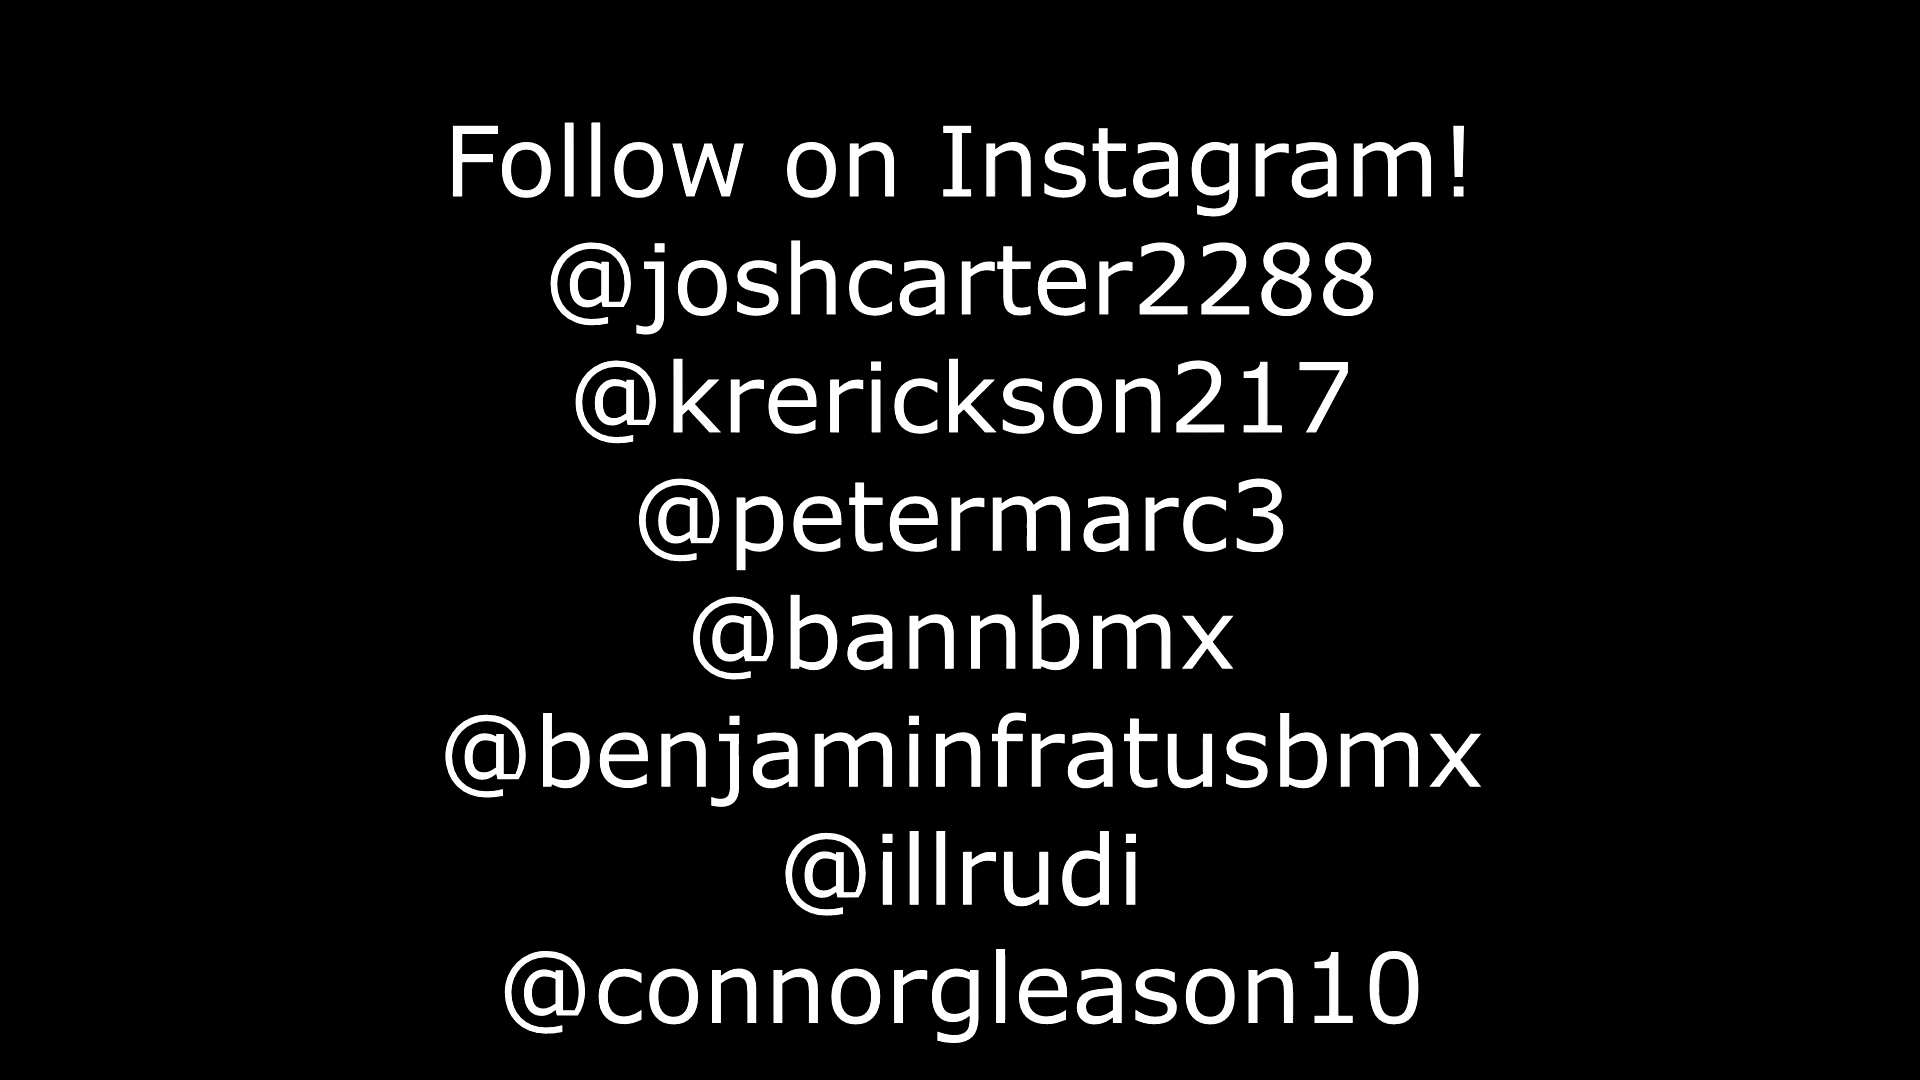 Follow on Instagram!
@joshcarter2288
@krerickson217
@petermarc3
@bannbmx
@benjaminfratusbmx
@illrudi
@connorgleason10